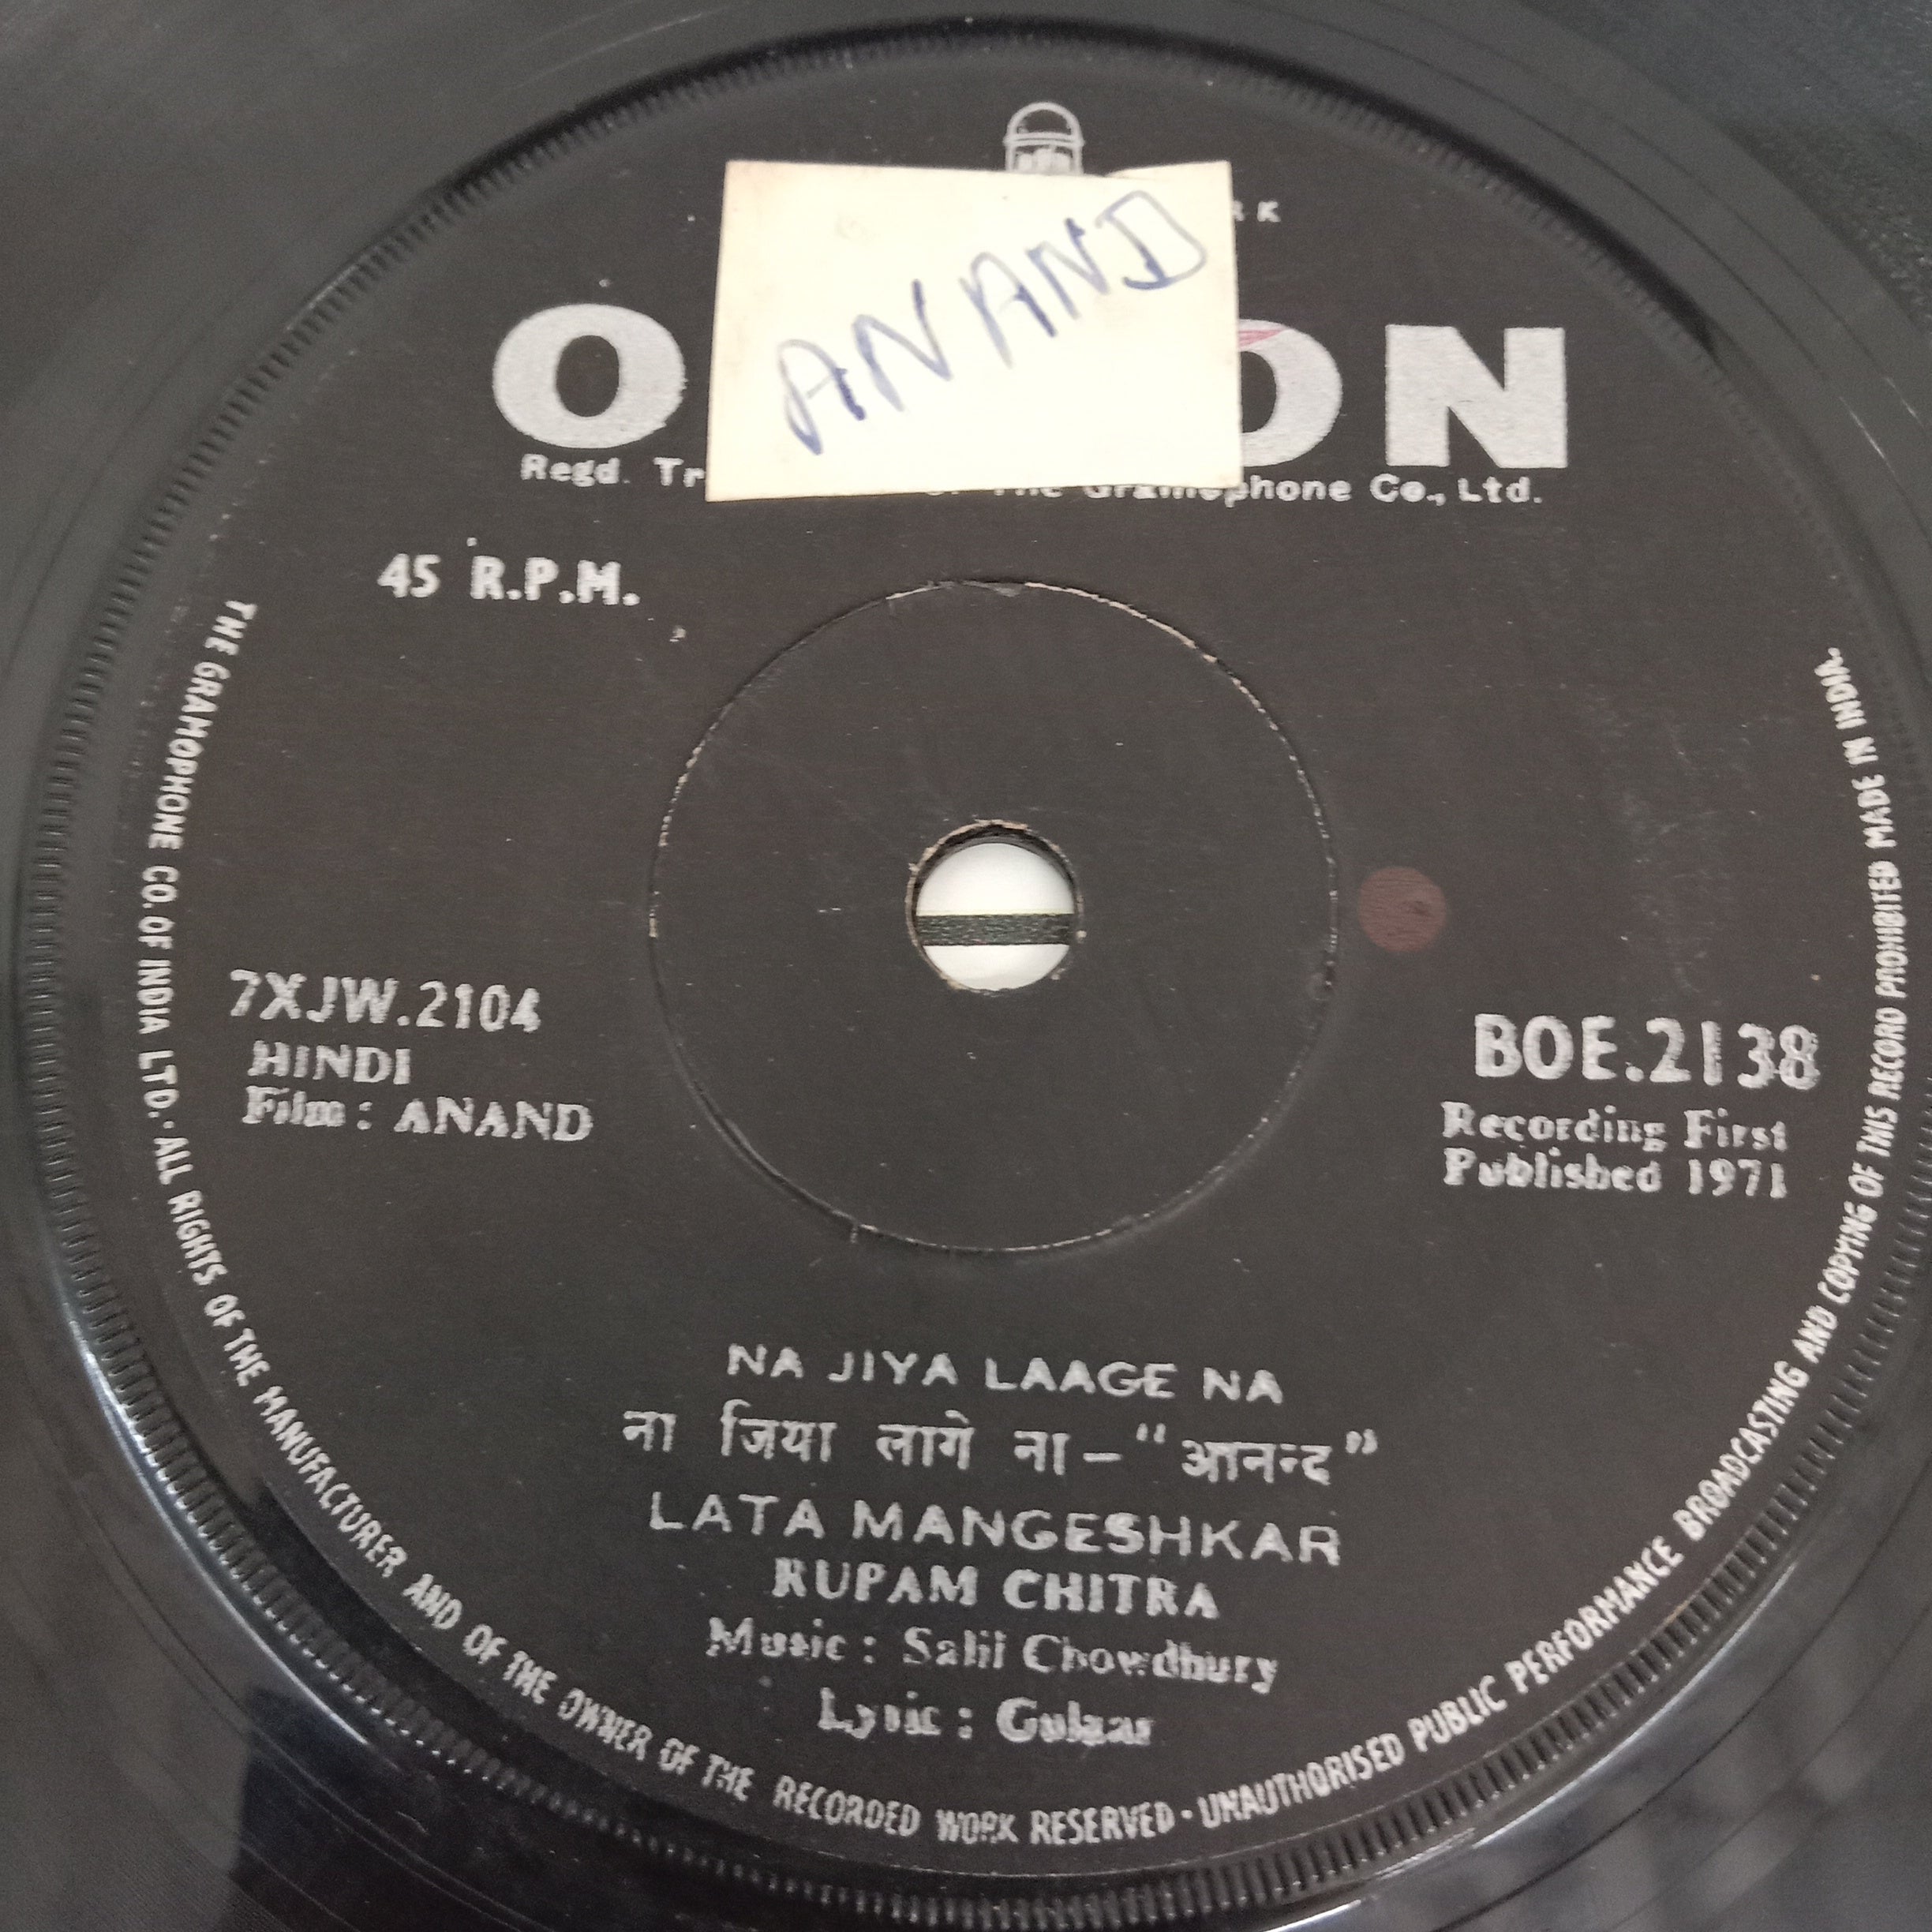 ANAND
45 R.P.M.
7XJW.2104
HINDI
Film : ANAND
BOE.2138
Recording First
Published 1971
NA JIYA LAAGE NA
ना जिया लागे ना – “आनन्द”
LATA MANGESHKAR
RUPAM CHITRA
Music : Salil Chowdhury
Lyric : Gulzar
Regd. The Gramophone Co., Ltd.
THE GRAMOPHONE CO. OF INDIA LTD. · ALL RIGHTS OF THE MANUFACTURER AND OF THE OWNER OF THE RECORDED WORK RESERVED · UNAUTHORISED PUBLIC PERFORMANCE BROADCASTING AND COPYING OF THIS RECORD PROHIBITED MADE IN INDIA.